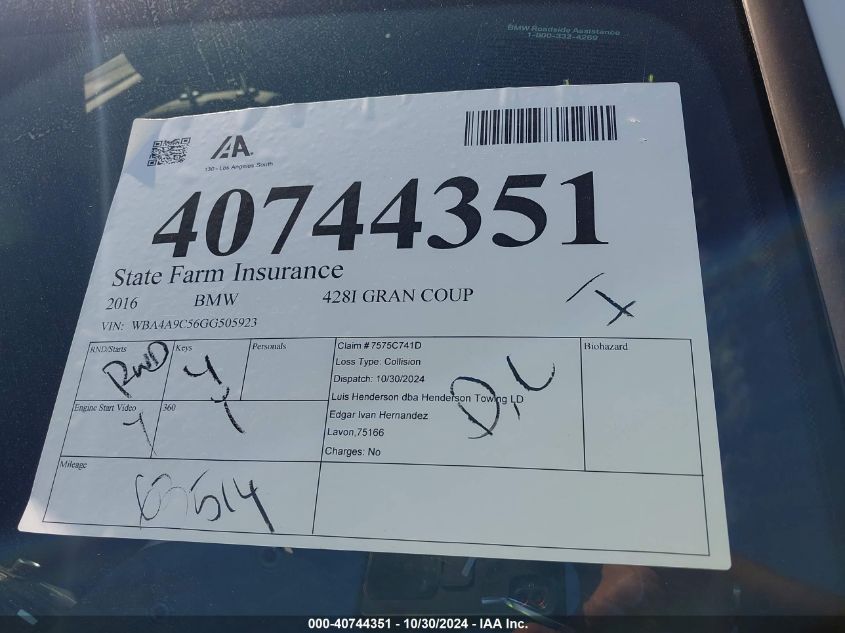 BMW Roadside Assistance
1-800-332-4269
IAA
130 - Los Angeles South
40744351
State Farm Insurance
2016 BMW 428I GRAN COUP
VIN: WBA4A9C56GG505923
RND/Starts Keys Personals
RND Y
Claim # 7575C741D
Loss Type: Collision
Dispatch: 10/30/2024
Luis Henderson dba Henderson Towing LD
Edgar Ivan Hernandez
Lavon,75166
Charges: No
Biohazard
Engine Start Video 360
Y Y
Mileage
000-40744351 - 10/30/2024 - IAA Inc.